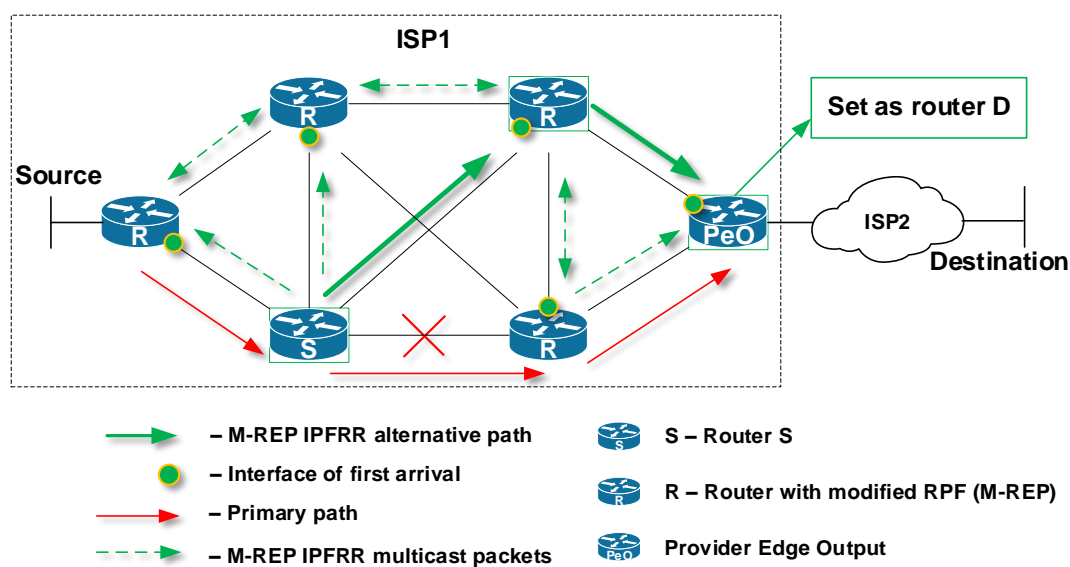 ISP1
R
R
Set as router D
Source
R
PeO
ISP2
Destination
S
R
– M-REP IPFRR alternative path
– Interface of first arrival
– Primary path
– M-REP IPFRR multicast packets
S
S – Router S
R
R – Router with modified RPF (M-REP)
PeO
Provider Edge Output